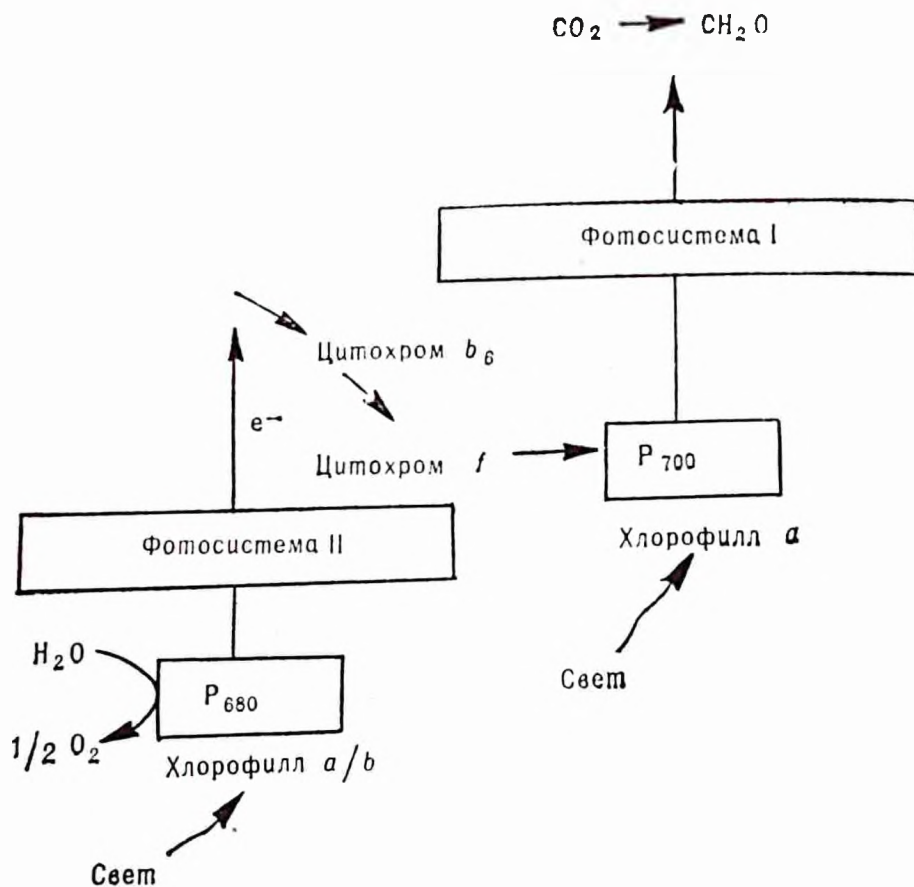 CO₂ → CH₂O
Фотосистема I
Цитохром b₆
e⁻
Цитохром f
P₇₀₀
Фотосистема II
Хлорофилл a
H₂O
P₆₈₀
Свет
1/2 O₂
Хлорофилл a/b
Свет